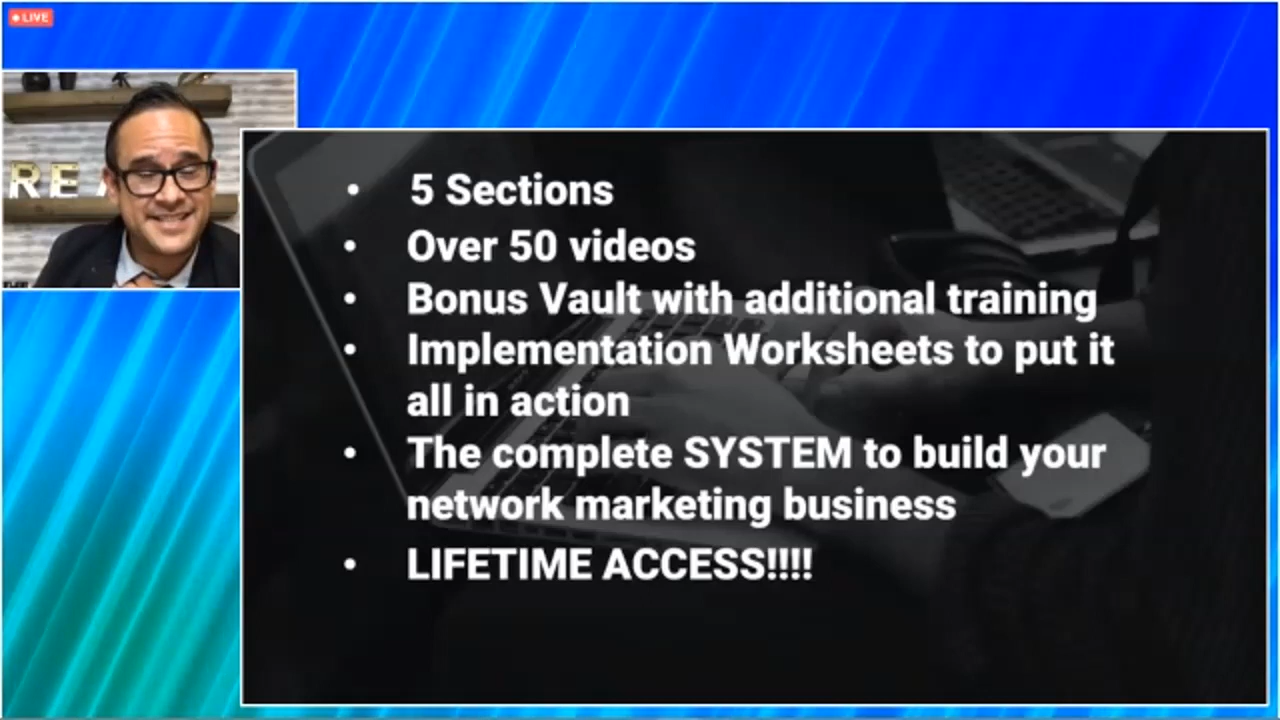 LIVE
RE A
• 5 Sections
• Over 50 videos
• Bonus Vault with additional training
• Implementation Worksheets to put it
all in action
• The complete SYSTEM to build your
network marketing business
• LIFETIME ACCESS!!!!